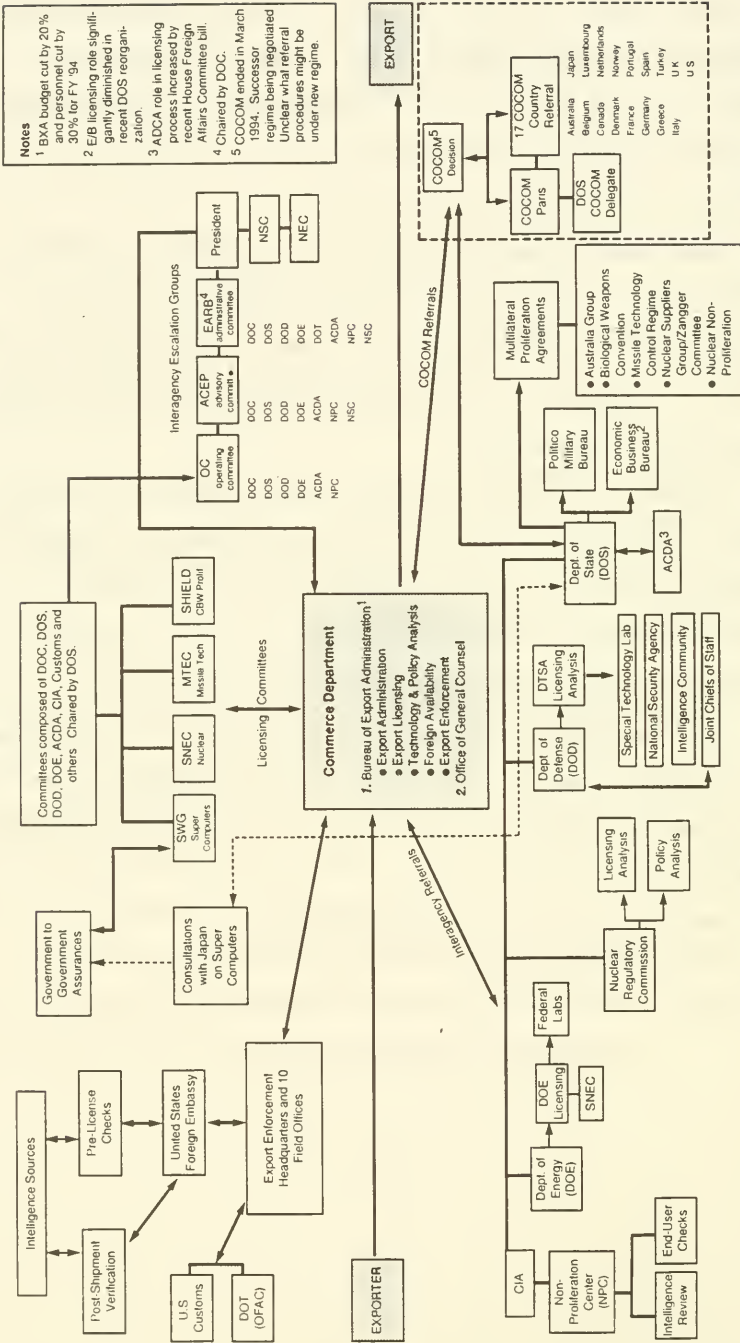 Intelligence Sources
Post-Shipment
Verification
Pre-License
Checks
United States
Foreign Embassy
Export Enforcement
Headquarters and 10
Field Offices
U.S
Customs
DOT
(OFAC)
Government to
Government
Assurances
Consultations
with Japan
on Super
Computers
Committees composed of DOC, DOS,
DOD, DOE, ACDA, CIA, Customs and
others Chaired by DOS.
SWG
Super
Computers
SNEC
Nuclear
MTEC
Missile Tech
SHIELD
CBW Prolif
Licensing Committees
Interagency Escalation Groups
OC
operating
committee
DOC
DOS
DOD
DOE
ACDA
NPC
ACEP
advisory
committ●
DOC
DOS
DOD
DOE
ACDA
NPC
NSC
EARB4
administrative
committee
DOC
DOS
DOD
DOE
DOT
ACDA
NPC
NSC
President
NSC
NEC
Notes
1 BXA budget cut by 20%
and personnel cut by
30% for FY '94
2 E/B licensing role signifi-
gantly diminished in
recent DOS reorgani-
zation.
3 ADCA role in licensing
process increased by
recent House Foreign
Affairs Committee bill.
4 Chaired by DOC.
5 COCOM ended in March
1994. Successor
regime being negotiated
Unclear what referral
procedures might be
under new regime.
EXPORTER
Commerce Department
1. Bureau of Export Administration1
● Export Administration
● Export Licensing
● Technology & Policy Analysis
● Foreign Availability
● Export Enforcement
2. Office of General Counsel
EXPORT
Interagency Referrals
COCOM Referrals
CIA
Non-
Proliferation
Center (NPC)
Intelligence
Review
End-User
Checks
Dept. of
Energy
(DOE)
DOE
Licensing
SNEC
Federal
Labs
Nuclear
Regulatory
Commission
Licensing
Analysis
Policy
Analysis
Dept of
Defense
(DOD)
DTSA
Licensing
Analysis
Special Technology Lab
National Security Agency
Intelligence Community
Joint Chiefs of Staff
Dept. of
State
(DOS)
ACDA3
Politico
Military
Bureau
Economic
Business
Bureau2
Multilateral
Proliferation
Agreements
● Australia Group
● Biological Weapons
Convention
● Missile Technology
Control Regime
● Nuclear Suppliers
Group/Zangger
Committee
● Nuclear Non-
Proliferation
COCOM5
Decision
COCOM
Paris
DOS
COCOM
Delegate
17 COCOM
Country
Referral
Australia Japan
Belgium Luxembourg
Canada Netherlands
Denmark Norway
France Portugal
Germany Spain
Greece Turkey
Italy U K
U S